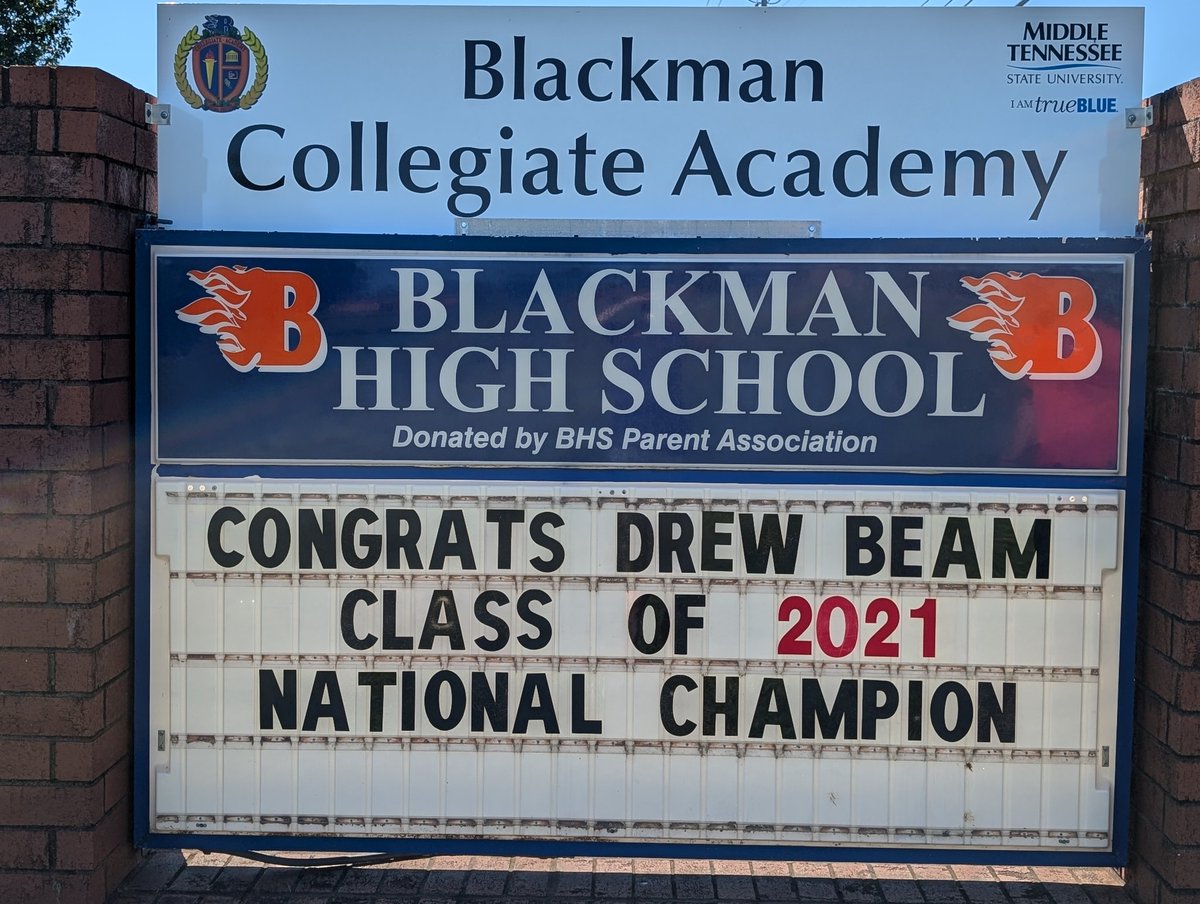 Blackman
Collegiate Academy
MIDDLE
TENNESSEE
STATE UNIVERSITY.
I AM trueBLUE
B
BLACKMAN
HIGH SCHOOL
B
Donated by BHS Parent Association
CONGRATS DREW BEAM
CLASS OF 2021
NATIONAL CHAMPION